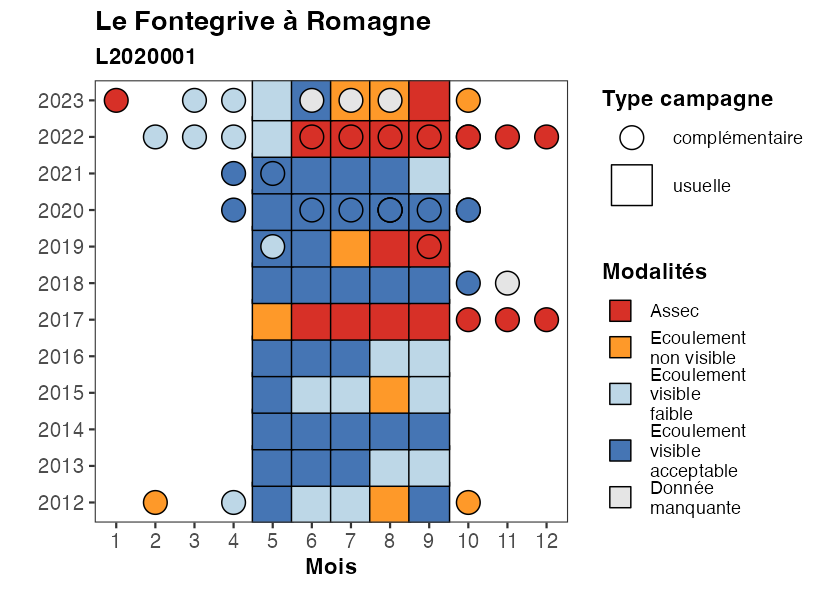 Le Fontegrive à Romagne
L2020001
2023
2022
2021
2020
2019
2018
2017
2016
2015
2014
2013
2012
1 2 3 4 5 6 7 8 9 10 11 12
Mois
Type campagne
complémentaire
usuelle
Modalités
Assec
Ecoulement
non visible
Ecoulement
visible
faible
Ecoulement
visible
acceptable
Donnée
manquante